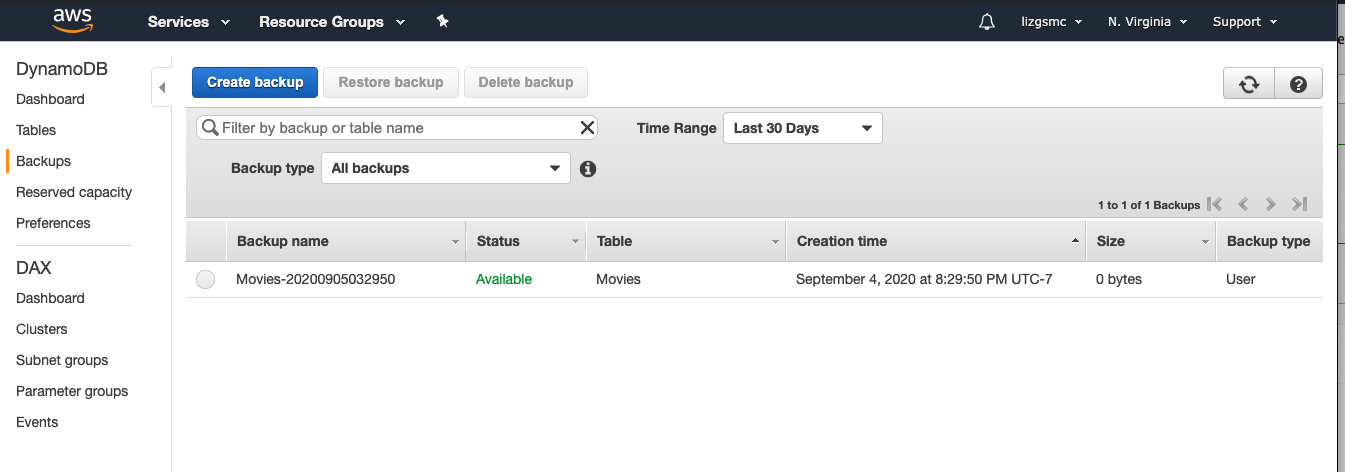 aws Services Resource Groups lizgsmc N. Virginia Support
DynamoDB
Dashboard
Tables
Backups
Reserved capacity
Preferences
DAX
Dashboard
Clusters
Subnet groups
Parameter groups
Events
Create backup Restore backup Delete backup
Filter by backup or table name Time Range Last 30 Days
Backup type All backups
1 to 1 of 1 Backups
Backup name Status Table Creation time Size Backup type
Movies-20200905032950 Available Movies September 4, 2020 at 8:29:50 PM UTC-7 0 bytes User